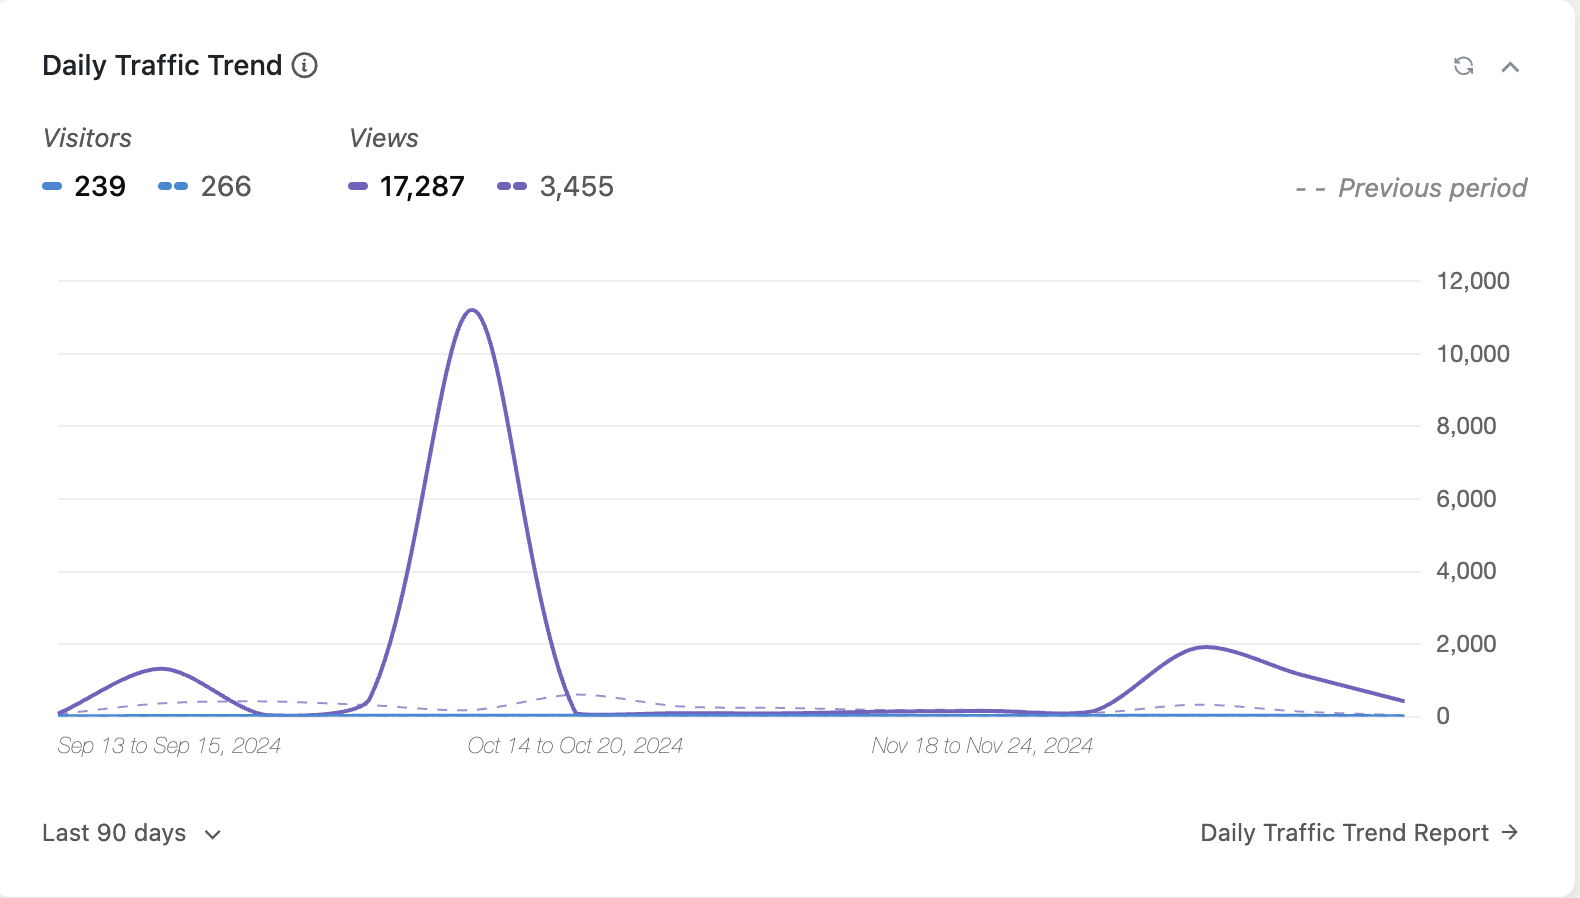 Daily Traffic Trend
Visitors Views
239 266 17,287 3,455
-- Previous period
12,000
10,000
8,000
6,000
4,000
2,000
0
Sep 13 to Sep 15, 2024 Oct 14 to Oct 20, 2024 Nov 18 to Nov 24, 2024
Last 90 days Daily Traffic Trend Report →